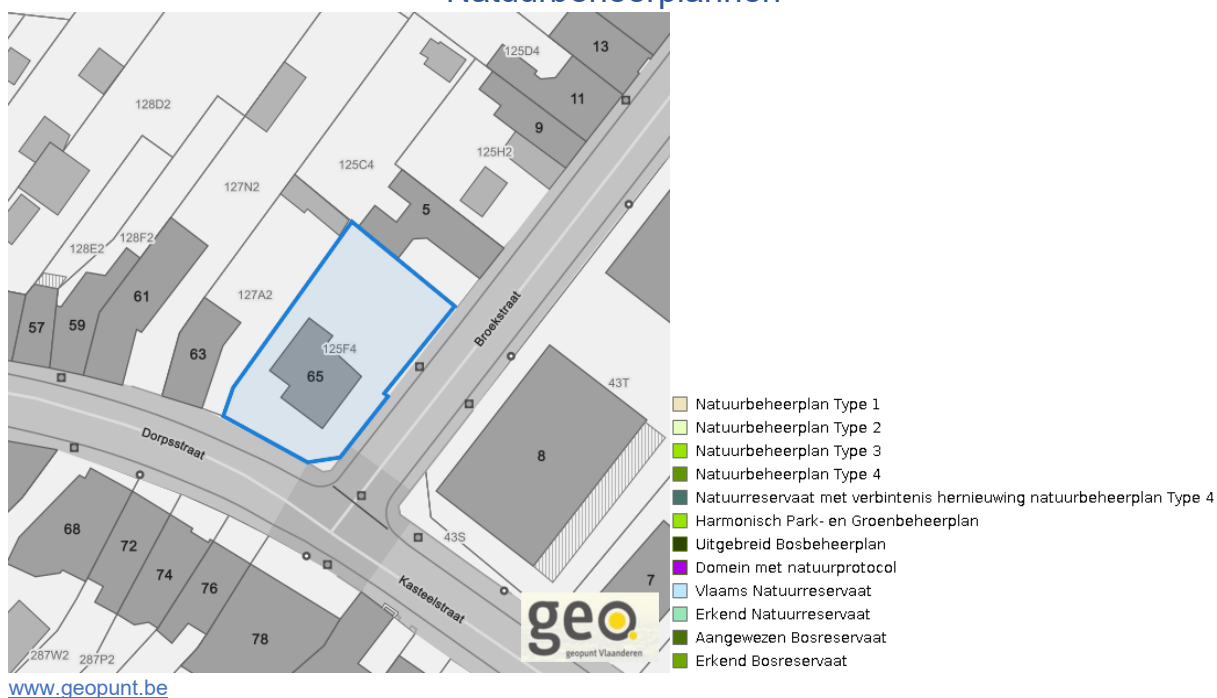 Natuurbeheerplannen
13
125D4
11
128D2
9
125H2
125C4
127N2
5
128F2
128E2
127A2
61
57
59
63
125F4
65
Broekstraat
43T
8
Dorpsstraat
68
72
74
76
78
43S
Kasteelstraat
7
287W2
287P2
geo
geopunt Vlaanderen
Natuurbeheerplan Type 1
Natuurbeheerplan Type 2
Natuurbeheerplan Type 3
Natuurbeheerplan Type 4
Natuurreservaat met verbintenis hernieuwing natuurbeheerplan Type 4
Harmonisch Park- en Groenbeheerplan
Uitgebreid Bosbeheerplan
Domein met natuurprotocol
Vlaams Natuurreservaat
Erkend Natuurreservaat
Aangewezen Bosreservaat
Erkend Bosreservaat
www.geopunt.be